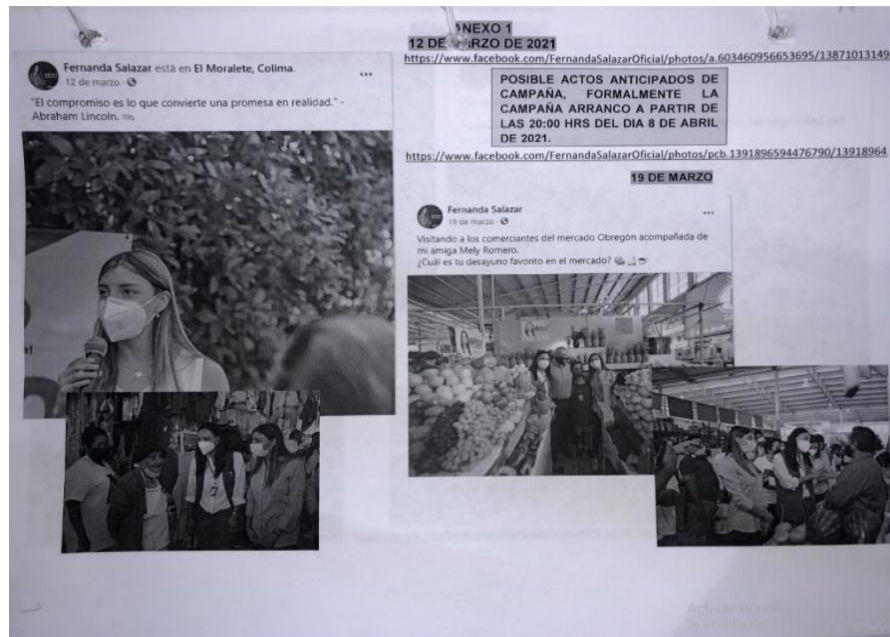 ANEXO 1
12 DE MARZO DE 2021
https://www.facebook.com/FernandaSalazarOficial/photos/a.603460956653695/13871013149
Fernanda Salazar está en El Moralete, Colima.
12 de marzo ·
"El compromiso es lo que convierte una promesa en realidad." -
Abraham Lincoln.
POSIBLE ACTOS ANTICIPADOS DE
CAMPAÑA, FORMALMENTE LA
CAMPAÑA ARRANCO A PARTIR DE
LAS 20:00 HRS DEL DIA 8 DE ABRIL
DE 2021.
https://www.facebook.com/FernandaSalazarOficial/photos/pcb.1391896594476790/13918964
19 DE MARZO
Fernanda Salazar
19 de marzo ·
Visitando a los comerciantes del mercado Obregón acompañada de
mi amiga Mely Romero.
¿Cuál es tu desayuno favorito en el mercado?